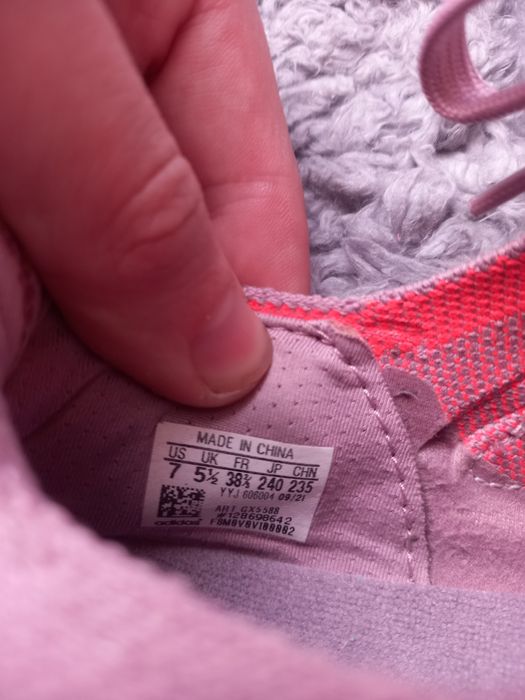 MADE IN CHINA
US UK FR JP CHN
7 5½ 38⅔ 240 235
YYJ 606004 09/21
ART GX5588
#128698642
adidas F8M0V0V100002